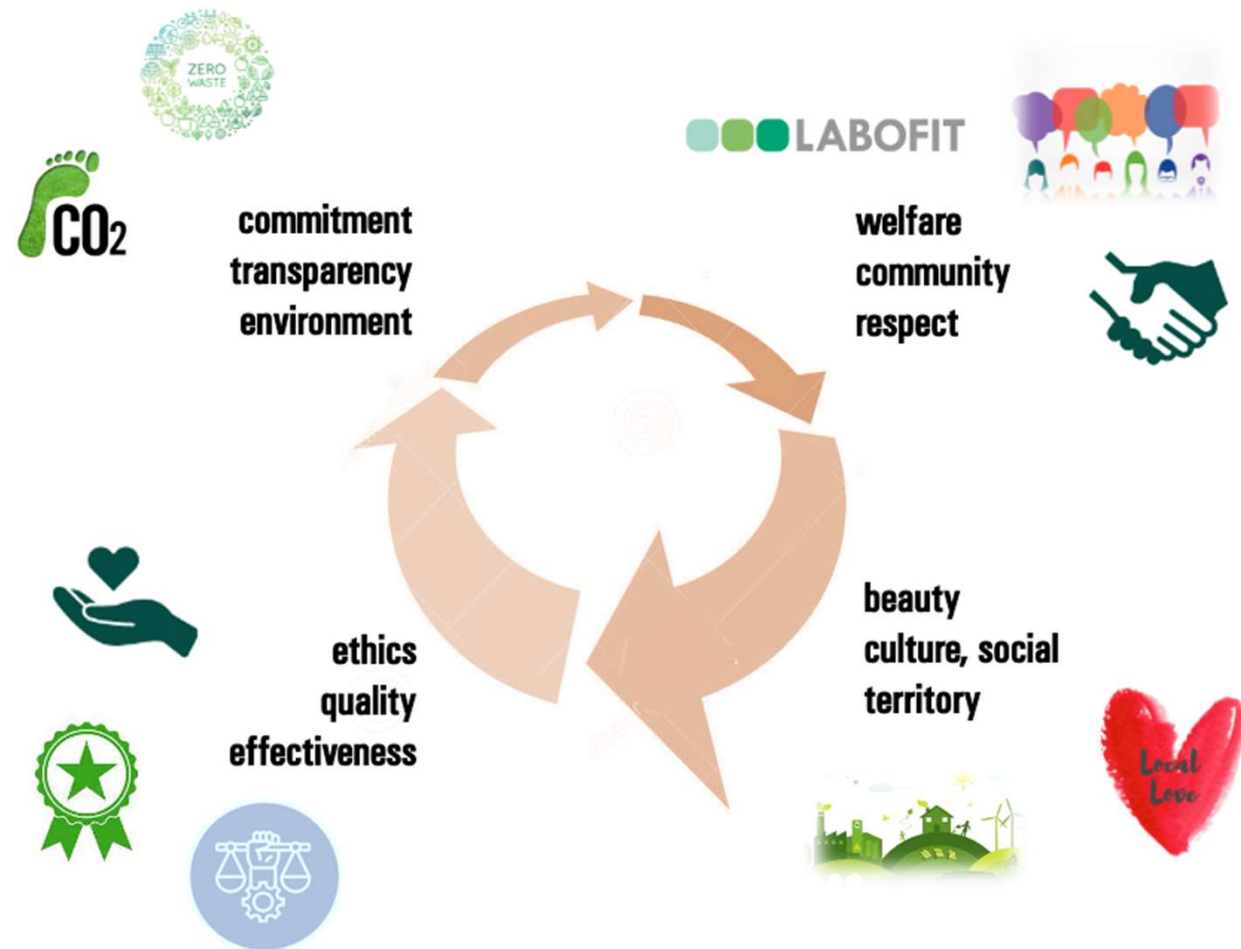 ZERO
WASTE
LABOFIT
CO2
commitment
transparency
environment
welfare
community
respect
ethics
quality
effectiveness
beauty
culture, social
territory
Local
Love